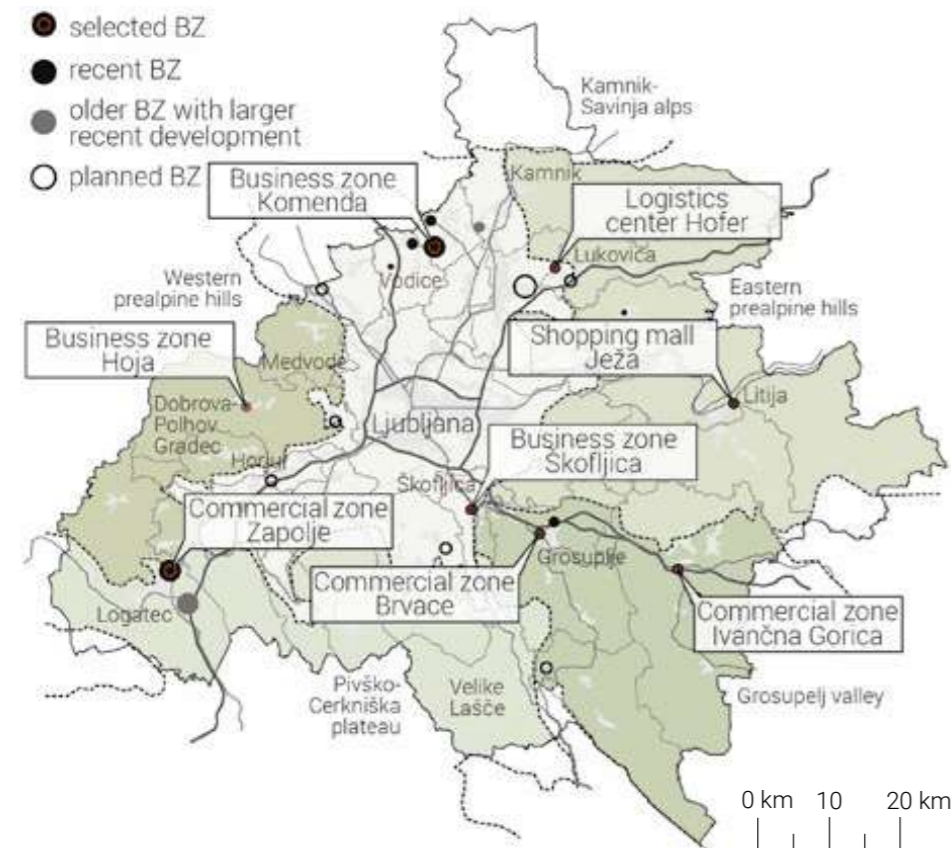 selected BZ
recent BZ
older BZ with larger
recent development
planned BZ
Kamnik-
Savinja alps
Kamnik
Business zone
Komenda
Logistics
center Hofer
Lukovica
Vodice
Western
prealpine hills
Eastern
prealpine hills
Business zone
Hoja
Medvode
Shopping mall
Ježa
Litija
Dobrova-
Polhov
Gradec
Ljubljana
Horjul
Business zone
Škofljica
Škofljica
Commercial zone
Zapolje
Grosuplje
Commercial zone
Brvace
Logatec
Commercial zone
Ivančna Gorica
Pivško-
Cerkniška
plateau
Velike
Lašče
Grosupelj valley
0 km 10 20 km